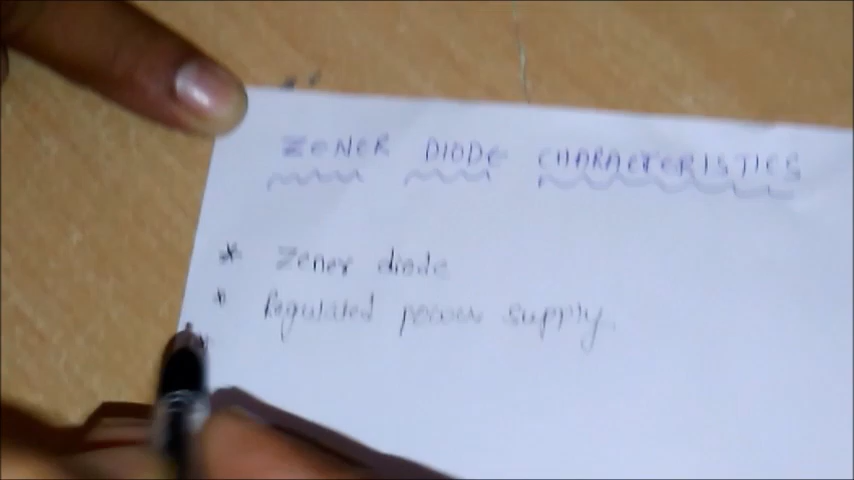 ZENER DIODE CHARACTERISTICS
* Zener diode
* Regulated power supply.
*